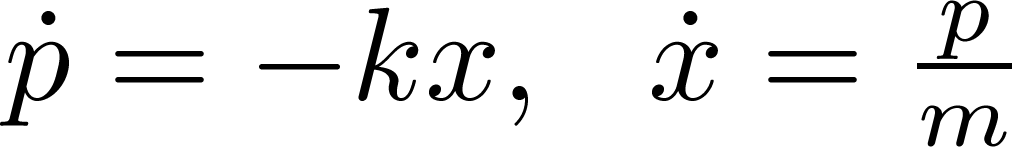 ṗ = −kx,  ẋ = p/m